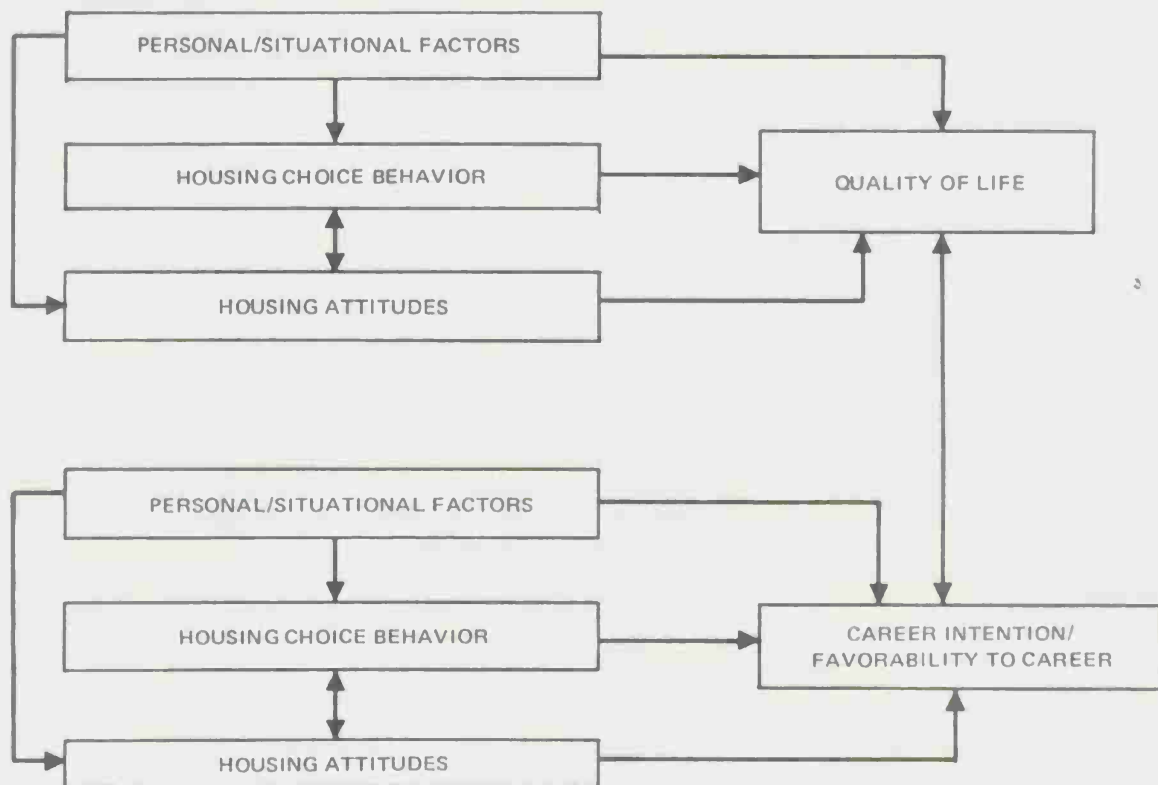 PERSONAL/SITUATIONAL FACTORS
HOUSING CHOICE BEHAVIOR
QUALITY OF LIFE
HOUSING ATTITUDES
PERSONAL/SITUATIONAL FACTORS
HOUSING CHOICE BEHAVIOR
CAREER INTENTION/
FAVORABILITY TO CAREER
HOUSING ATTITUDES